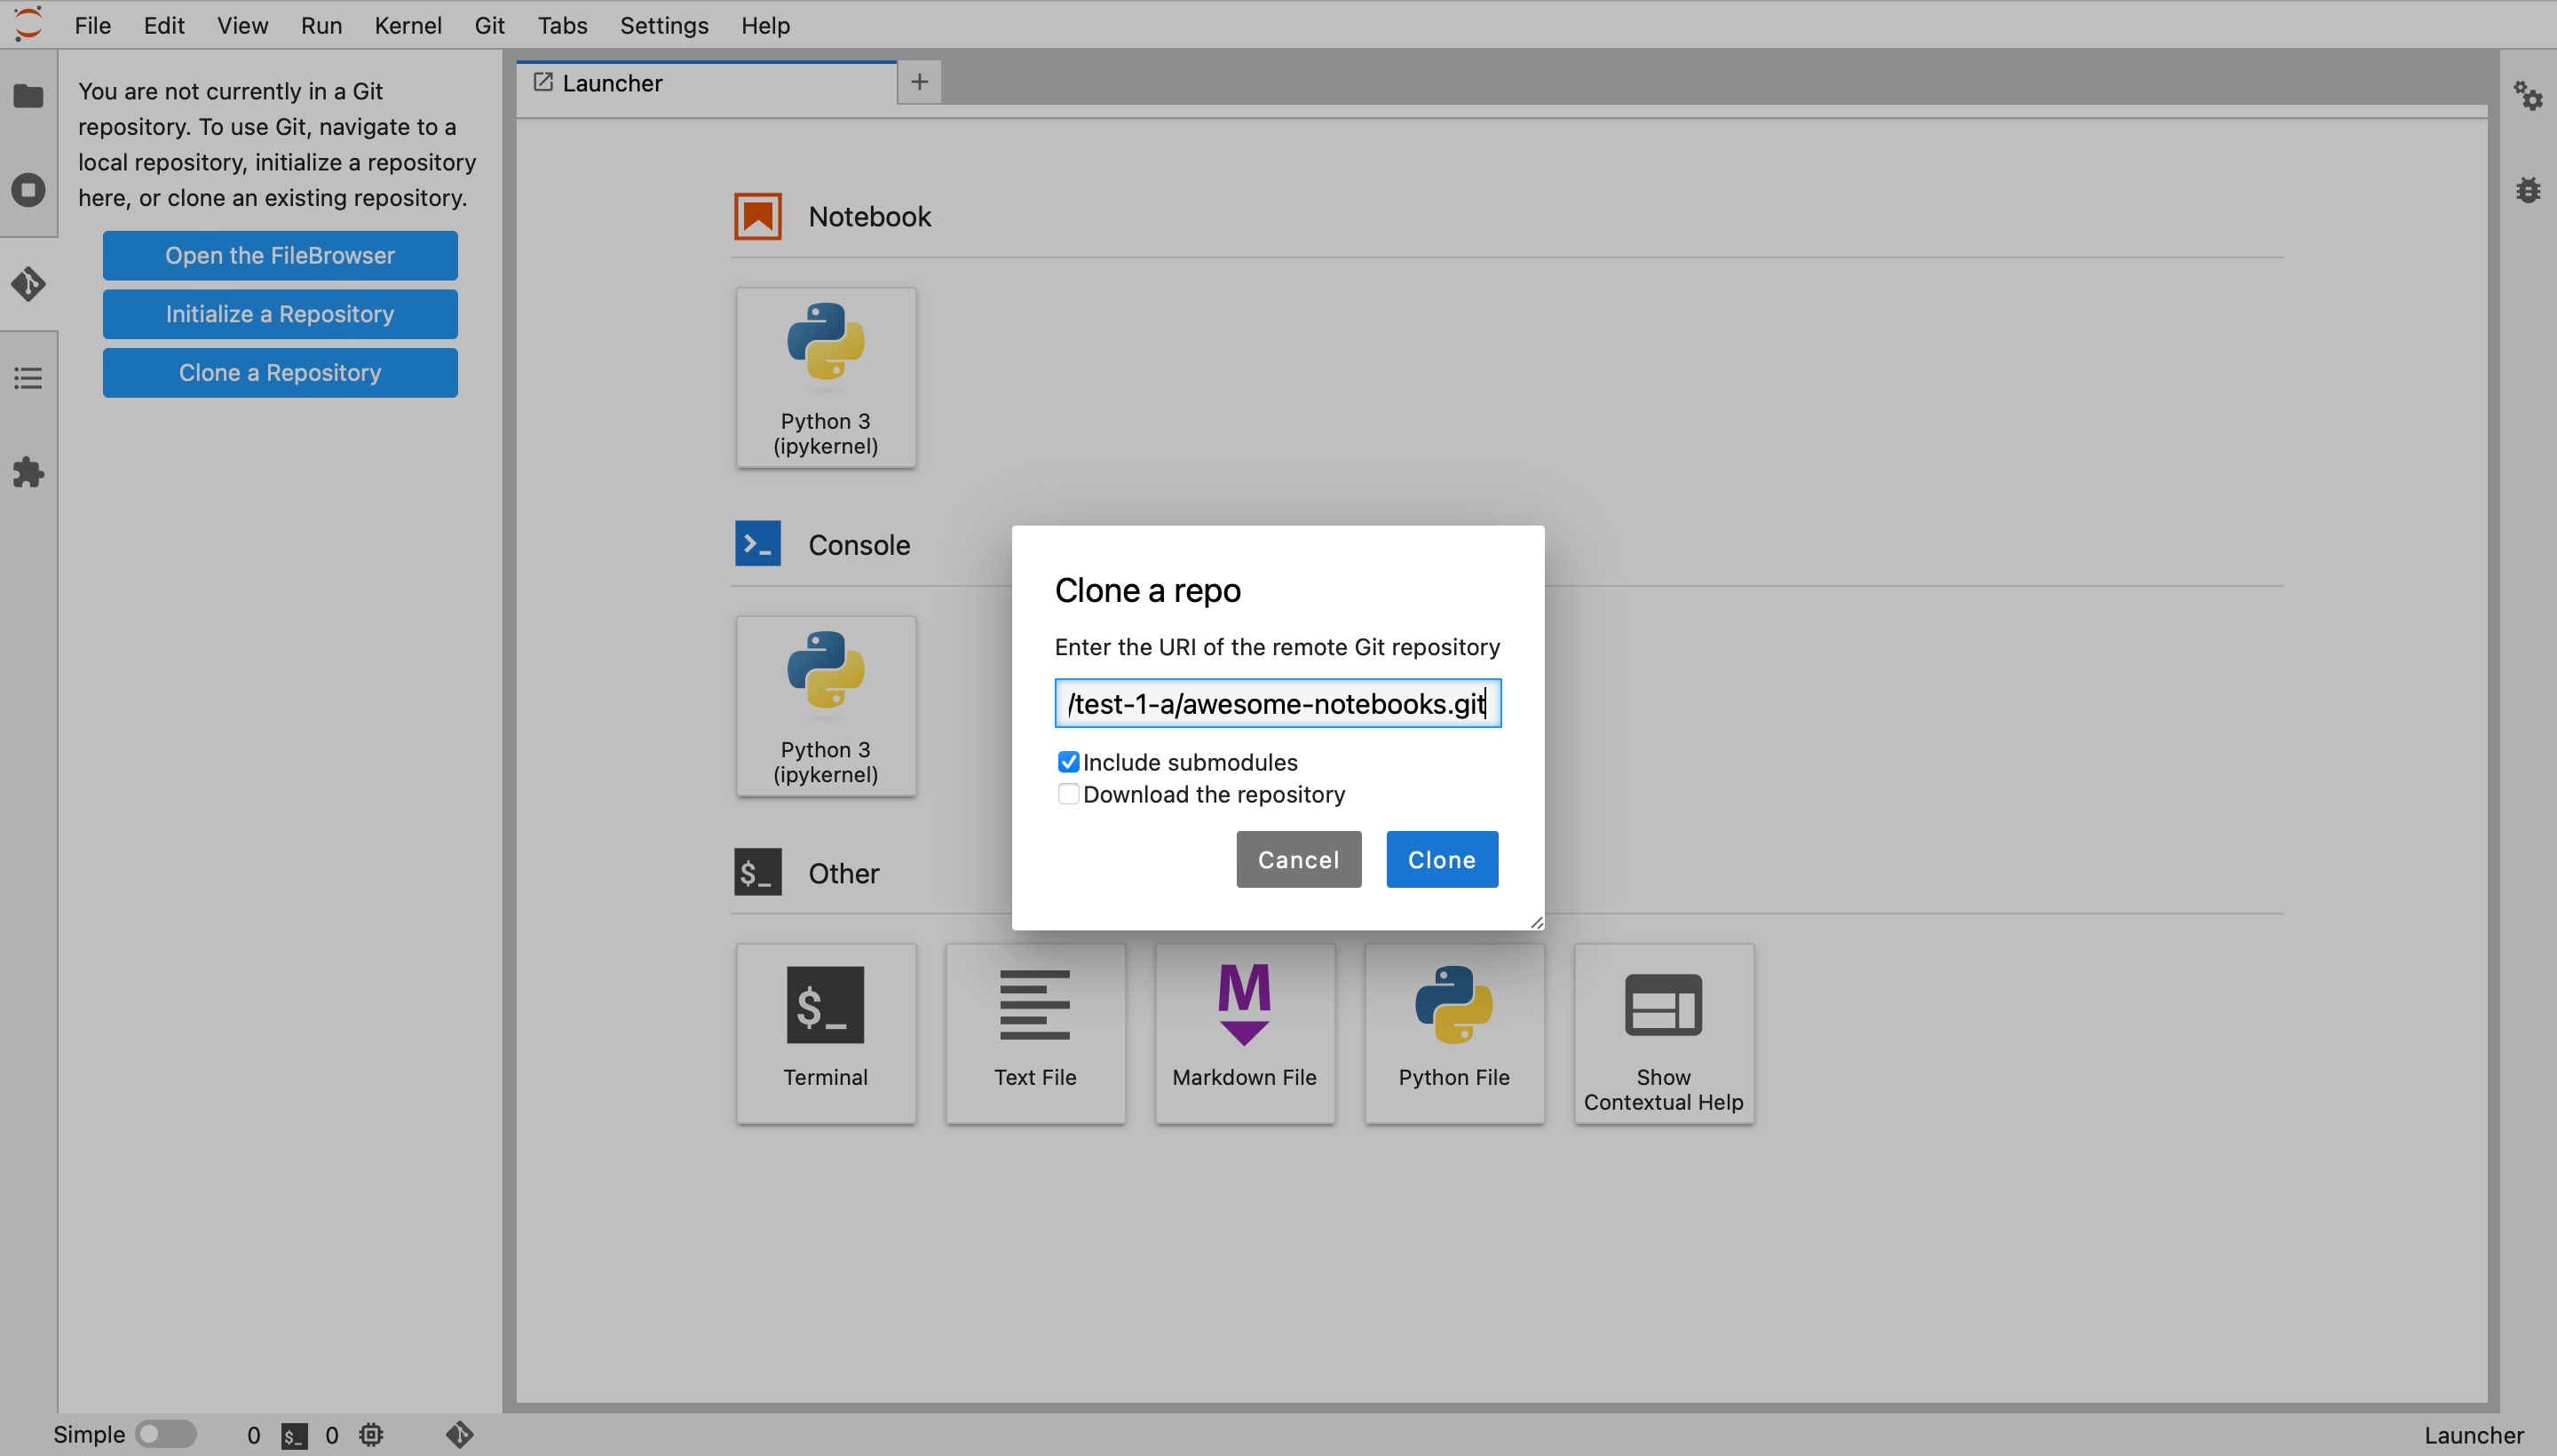 File Edit View Run Kernel Git Tabs Settings Help
You are not currently in a Git
repository. To use Git, navigate to a
local repository, initialize a repository
here, or clone an existing repository.
Open the FileBrowser
Initialize a Repository
Clone a Repository
Launcher
Notebook
Python 3
(ipykernel)
Console
Python 3
(ipykernel)
Other
$_
Terminal
Text File
M
Markdown File
Python File
Show
Contextual Help
Clone a repo
Enter the URI of the remote Git repository
/test-1-a/awesome-notebooks.git
Include submodules
Download the repository
Cancel
Clone
Simple 0 $_ 0
Launcher